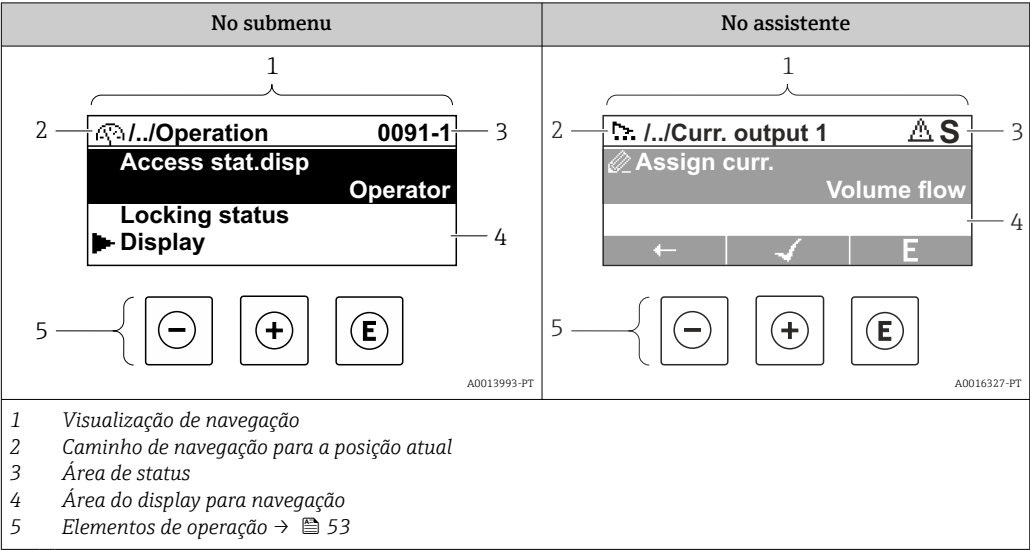 No submenu
No assistente
1
1
2
/../Operation 0091-1
3
2
/../Curr. output 1 ⚠ S
3
Access stat.disp
Operator
Locking status
Display
4
Assign curr.
Volume flow
4
← ✓ E
5
− + E
5
− + E
A0013993-PT
A0016327-PT
1 Visualização de navegação
2 Caminho de navegação para a posição atual
3 Área de status
4 Área do display para navegação
5 Elementos de operação → 53